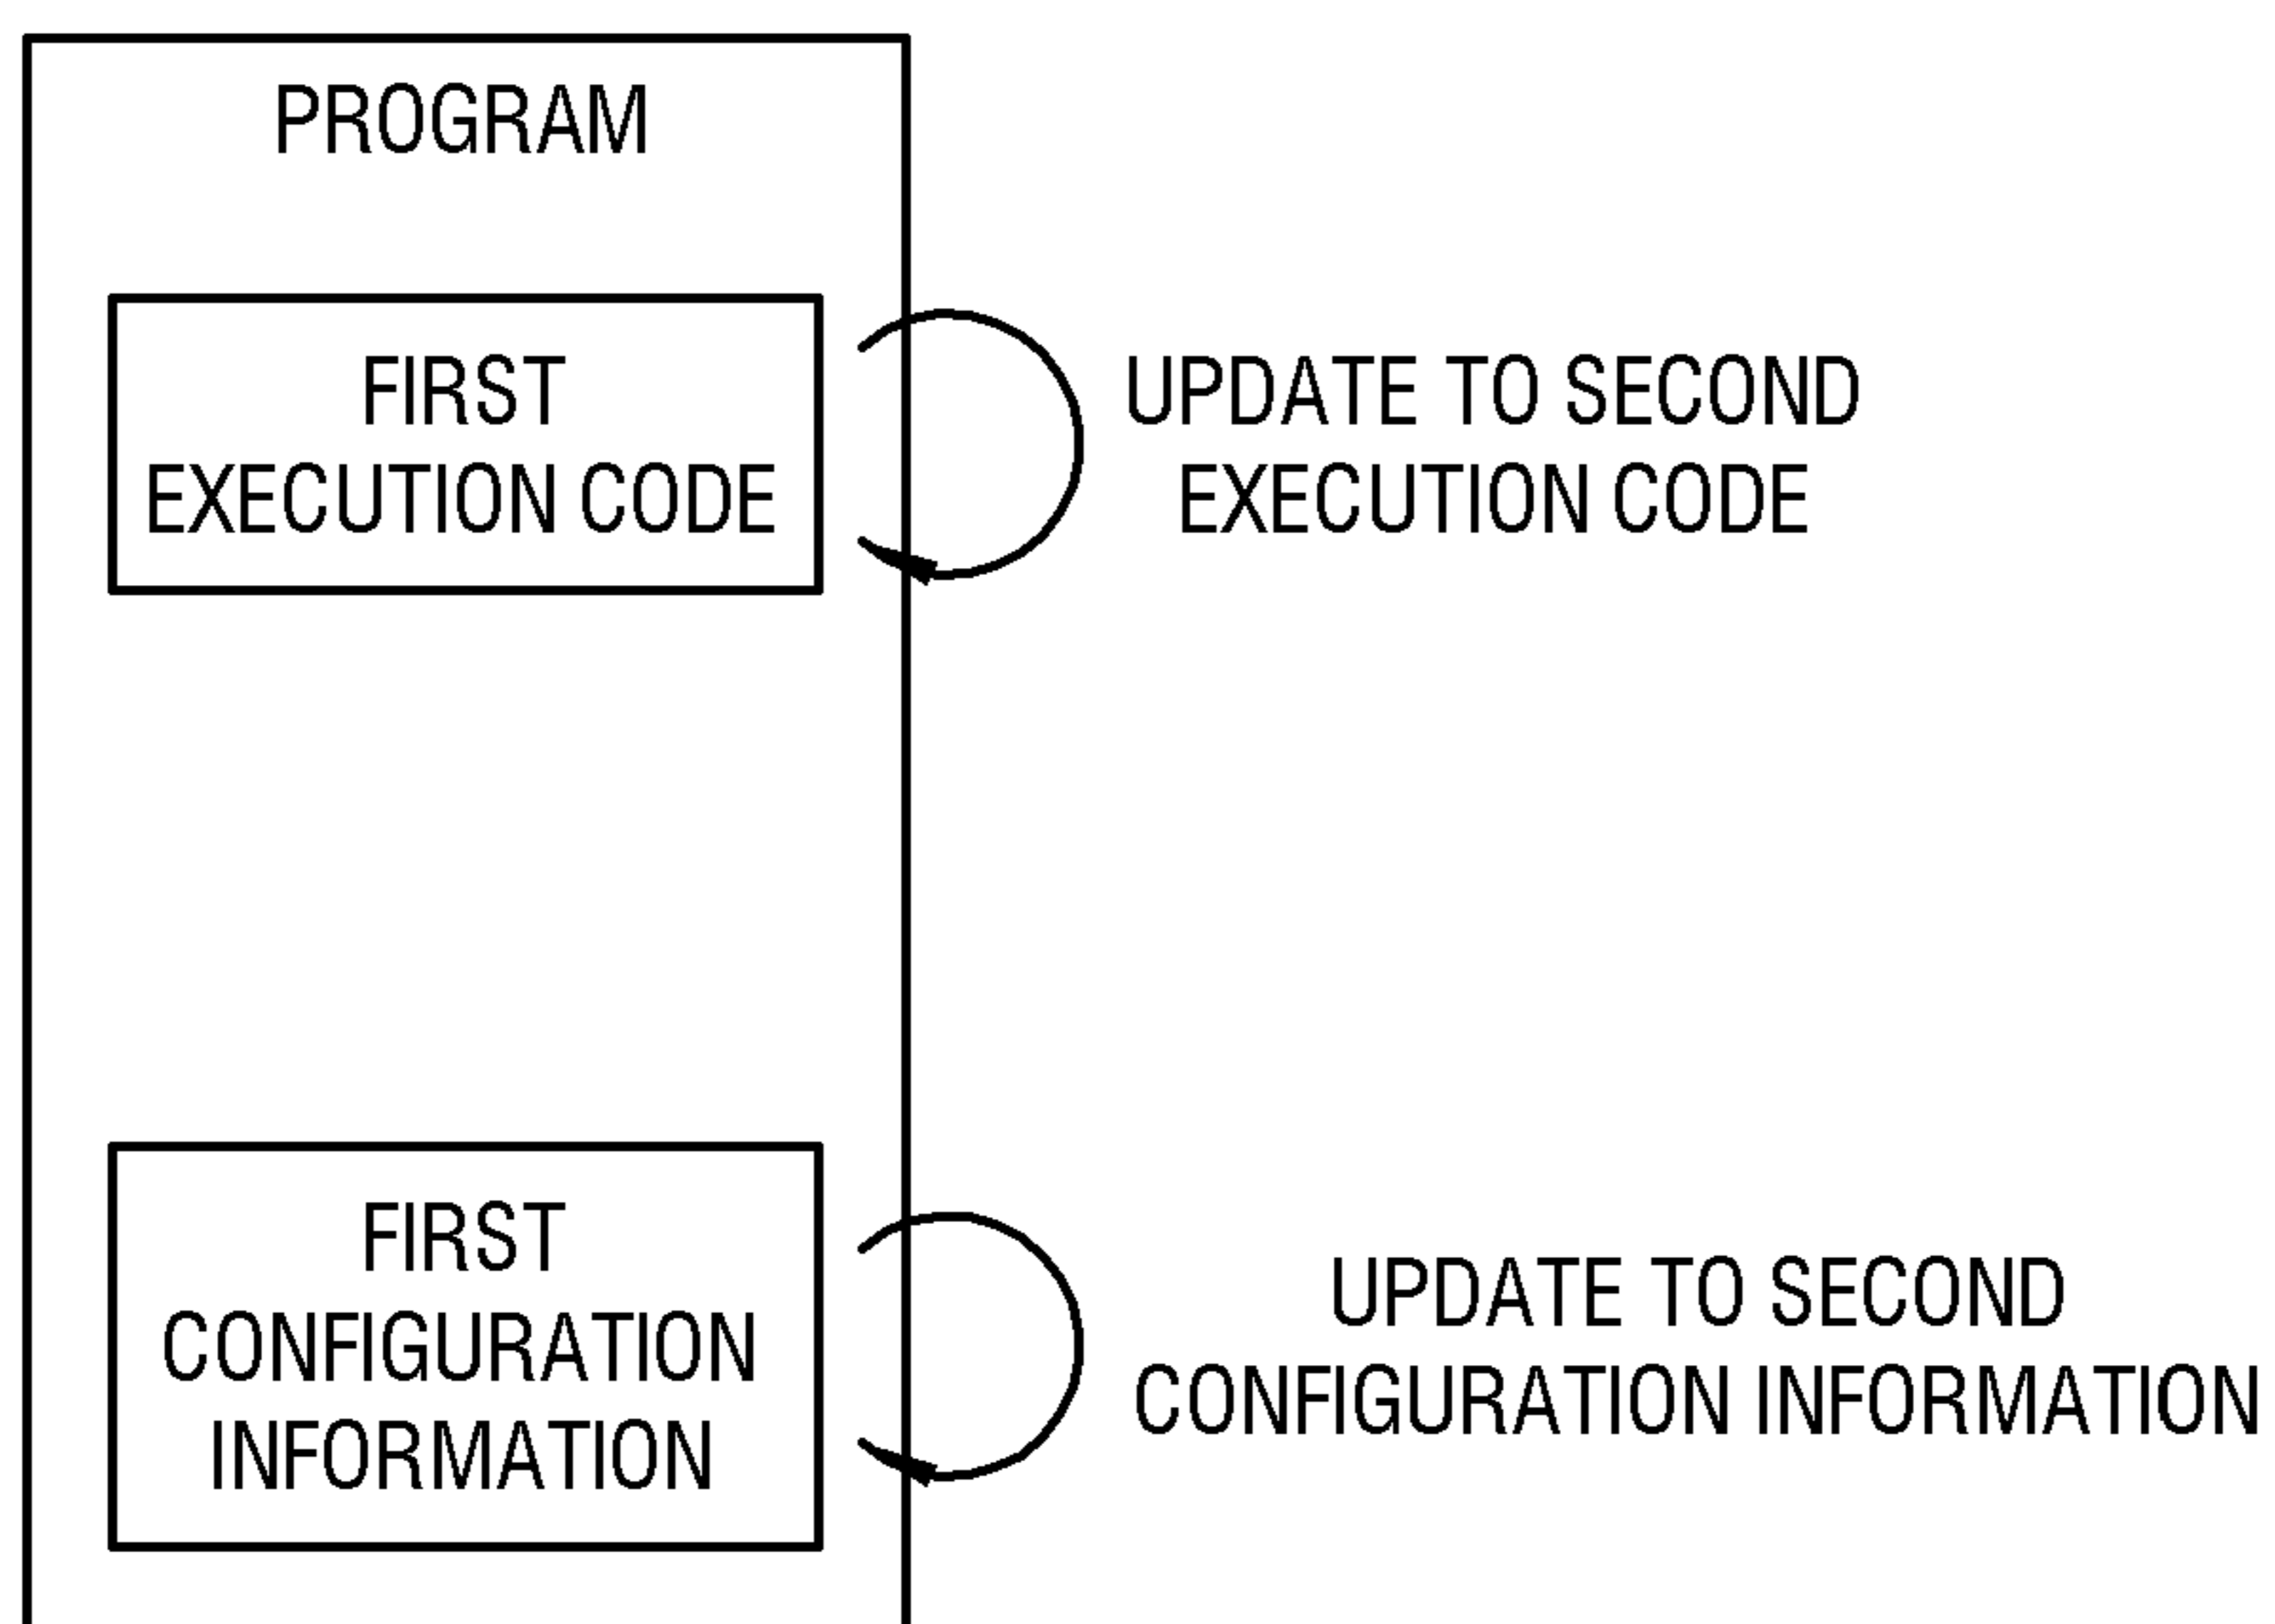 PROGRAM
FIRST
EXECUTION CODE
UPDATE TO SECOND
EXECUTION CODE
FIRST
CONFIGURATION
INFORMATION
UPDATE TO SECOND
CONFIGURATION INFORMATION